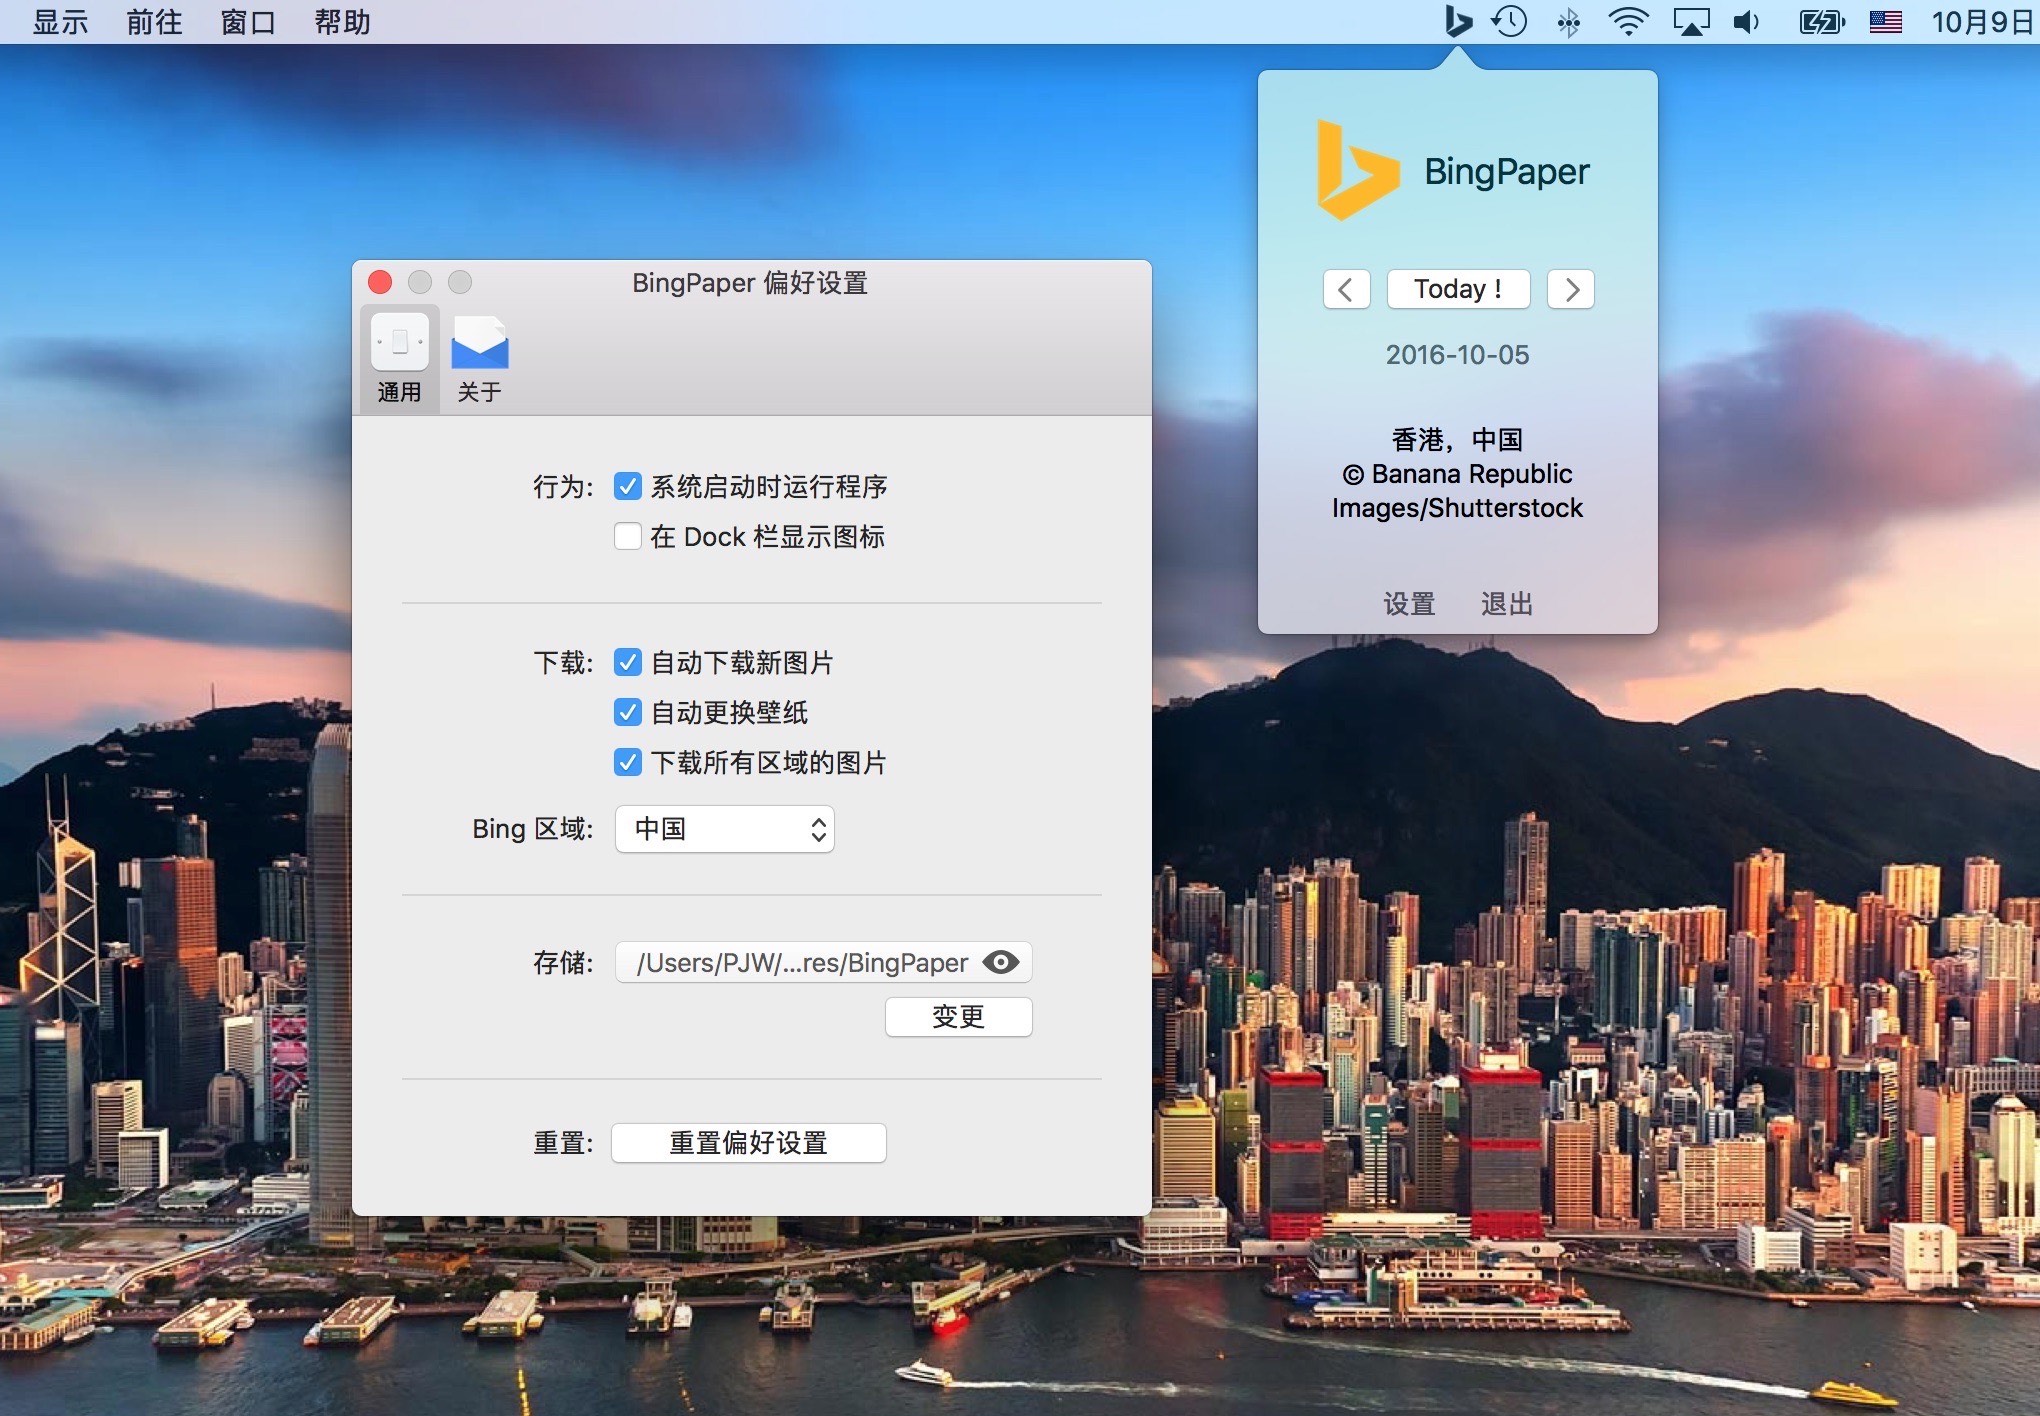 显示 前往 窗口 帮助 10月9日
BingPaper
Today !
2016-10-05
香港，中国
© Banana Republic
Images/Shutterstock
设置 退出
BingPaper 偏好设置
通用 关于
行为: 系统启动时运行程序
在 Dock 栏显示图标
下载: 自动下载新图片
自动更换壁纸
下载所有区域的图片
Bing 区域: 中国
存储: /Users/PJW/...res/BingPaper
变更
重置: 重置偏好设置